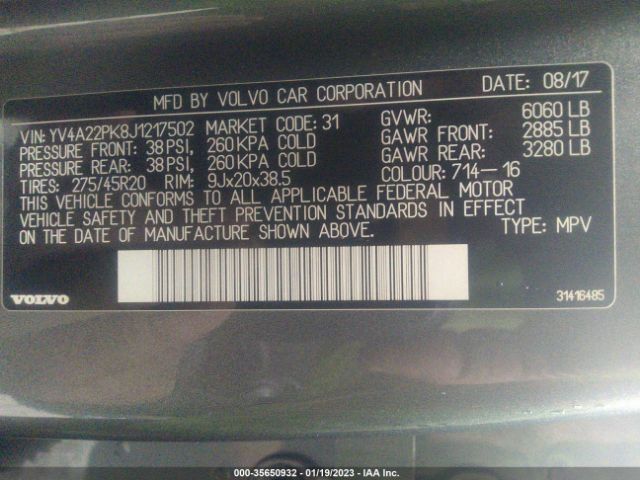 MFD BY VOLVO CAR CORPORATION DATE: 08/17
VIN: YV4A22PK8J1217502 MARKET CODE: 31 GVWR: 6060 LB
PRESSURE FRONT: 38 PSI, 260 KPA COLD GAWR FRONT: 2885 LB
PRESSURE REAR: 38 PSI, 260 KPA COLD GAWR REAR: 3280 LB
TIRES: 275/45R20 RIM: 9Jx20x38.5 COLOUR: 714-16
THIS VEHICLE CONFORMS TO ALL APPLICABLE FEDERAL MOTOR
VEHICLE SAFETY AND THEFT PREVENTION STANDARDS IN EFFECT
ON THE DATE OF MANUFACTURE SHOWN ABOVE. TYPE: MPV
VOLVO 31416485
000-35650932 - 01/19/2023 - IAA Inc.